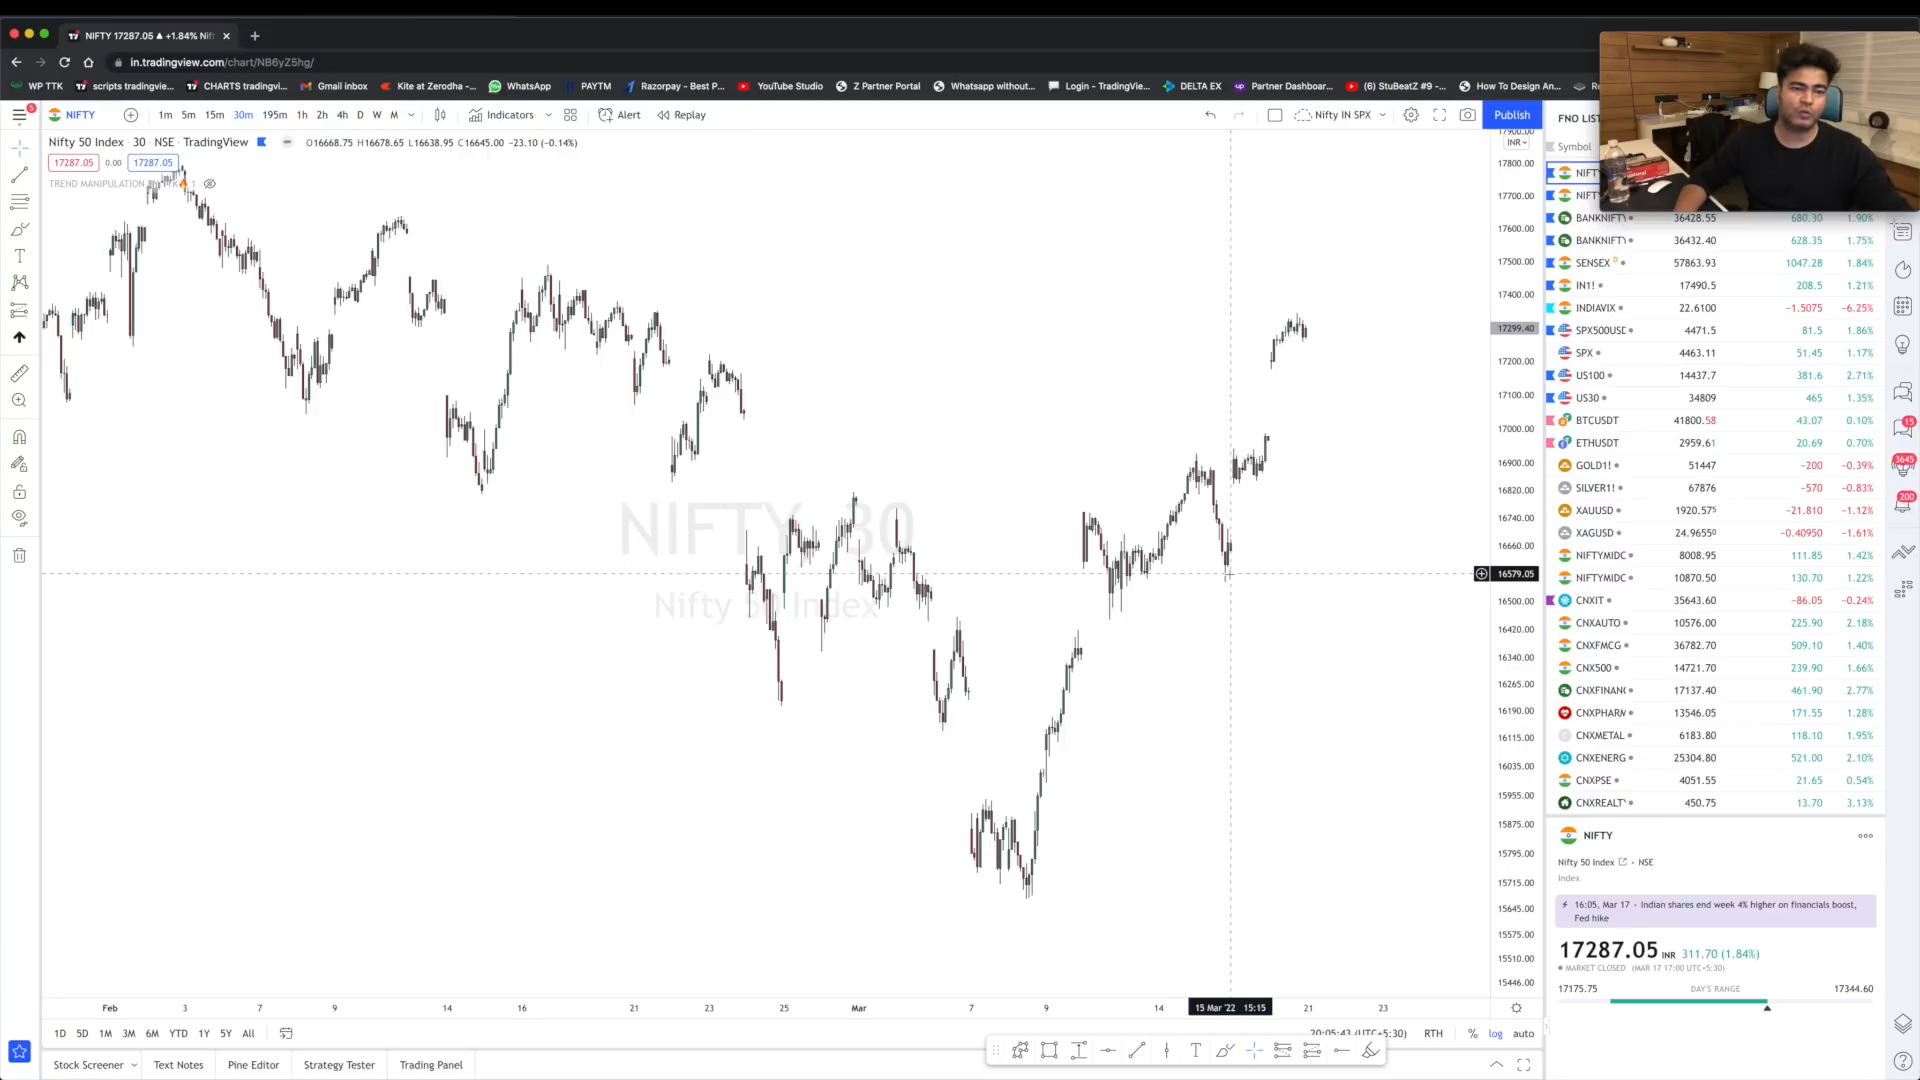 NIFTY 17287.05 ▲ +1.84% Nif
in.tradingview.com/chart/NB6yZ5hg/
WP TTK scripts tradingvie... CHARTS tradingvi... Gmail inbox Kite at Zerodha -... WhatsApp PAYTM Razorpay - Best P... YouTube Studio Z Partner Portal Whatsapp without... Login - TradingVie... DELTA EX Partner Dashboar... (6) StuBeatZ #9 -... How To Design An...
5 NIFTY 1m 5m 15m 30m 195m 1h 2h 4h D W M Indicators Alert Replay Nifty IN SPX Publish
FNO LIST
Nifty 50 Index · 30 · NSE · TradingView O16668.75 H16678.65 L16638.95 C16645.00 −23.10 (−0.14%)
17287.05 0.00 17287.05
TREND MANIPULATION
NIFTY 30
Nifty 50 Index
17900.00
INR
17800.00
17700.00
17600.00
17500.00
17400.00
17299.40
17200.00
17100.00
17000.00
16900.00
16820.00
16740.00
16660.00
16579.05
16500.00
16420.00
16340.00
16265.00
16190.00
16115.00
16035.00
15955.00
15875.00
15795.00
15715.00
15645.00
15575.00
15510.00
15446.00
Feb 3 7 9 14 16 21 23 25 Mar 7 9 14 15 Mar '22 15:15 21 23
1D 5D 1M 3M 6M YTD 1Y 5Y All
20:05:43 (UTC+5:30) RTH % log auto
Stock Screener Text Notes Pine Editor Strategy Tester Trading Panel
Symbol
NIFTY
NIFTY
BANKNIFTY 36428.55 680.30 1.90%
BANKNIFTY 36432.40 628.35 1.75%
SENSEX D 57863.93 1047.28 1.84%
IN1! 17490.5 208.5 1.21%
INDIAVIX 22.6100 −1.5075 −6.25%
SPX500USD 4471.5 81.5 1.86%
SPX 4463.11 51.45 1.17%
US100 14437.7 381.6 2.71%
US30 34809 465 1.35%
BTCUSDT 41800.58 43.07 0.10%
ETHUSDT 2959.61 20.69 0.70%
GOLD1! 51447 −200 −0.39%
SILVER1! 67876 −570 −0.83%
XAUUSD 1920.575 −21.810 −1.12%
XAGUSD 24.96550 −0.40950 −1.61%
NIFTYMIDC 8008.95 111.85 1.42%
NIFTYMIDC 10870.50 130.70 1.22%
CNXIT 35643.60 −86.05 −0.24%
CNXAUTO 10576.00 225.90 2.18%
CNXFMCG 36782.70 509.10 1.40%
CNX500 14721.70 239.90 1.66%
CNXFINAN 17137.40 461.90 2.77%
CNXPHARM 13546.05 171.55 1.28%
CNXMETAL 6183.80 118.10 1.95%
CNXENERG 25304.80 521.00 2.10%
CNXPSE 4051.55 21.65 0.54%
CNXREALTY 450.75 13.70 3.13%
NIFTY
Nifty 50 Index · NSE
Index
16:05, Mar 17 · Indian shares end week 4% higher on financials boost,
Fed hike
17287.05 INR 311.70 (1.84%)
MARKET CLOSED (MAR 17 17:00 UTC+5:30)
17175.75 DAY'S RANGE 17344.60
15
3645
200